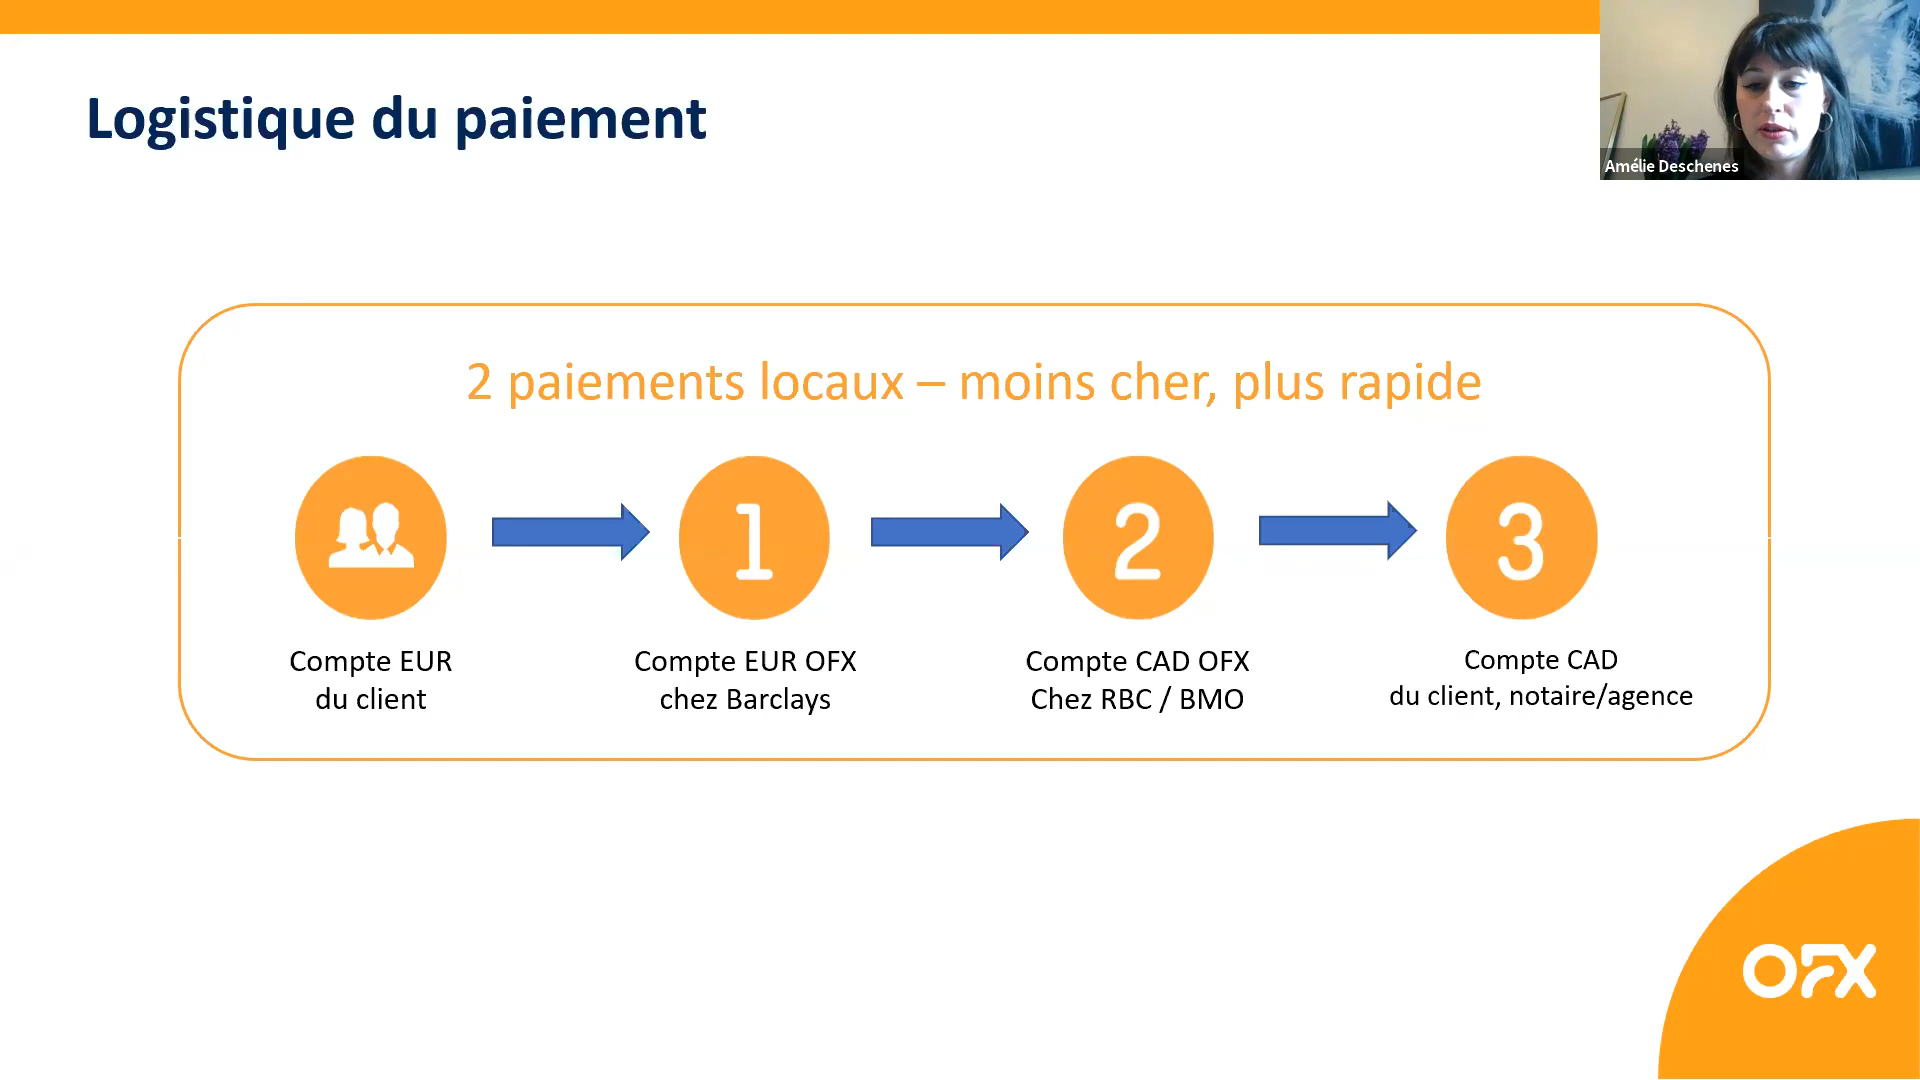 Logistique du paiement
Amélie Deschenes
2 paiements locaux – moins cher, plus rapide
1
2
3
Compte EUR
du client
Compte EUR OFX
chez Barclays
Compte CAD OFX
Chez RBC / BMO
Compte CAD
du client, notaire/agence
OFX